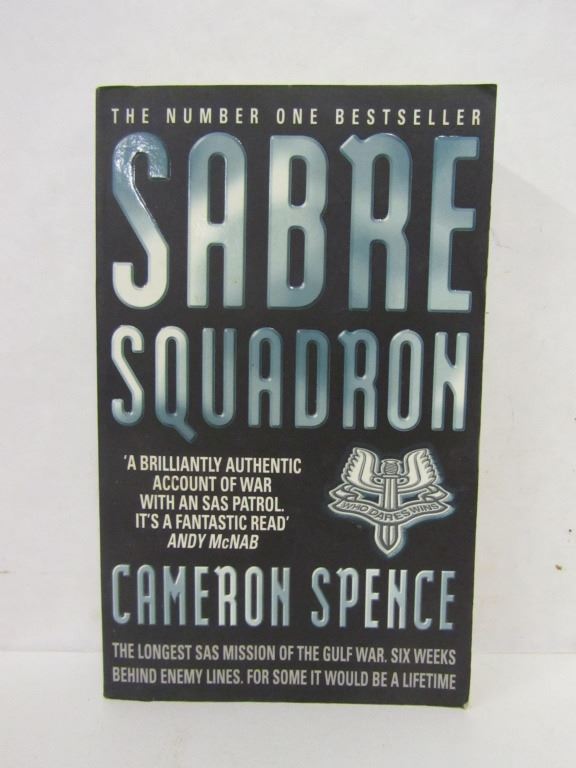 THE NUMBER ONE BESTSELLER
SABRE
SQUADRON
'A BRILLIANTLY AUTHENTIC
ACCOUNT OF WAR
WITH AN SAS PATROL.
IT'S A FANTASTIC READ'
ANDY McNAB
WHO DARES WINS
CAMERON SPENCE
THE LONGEST SAS MISSION OF THE GULF WAR. SIX WEEKS
BEHIND ENEMY LINES. FOR SOME IT WOULD BE A LIFETIME